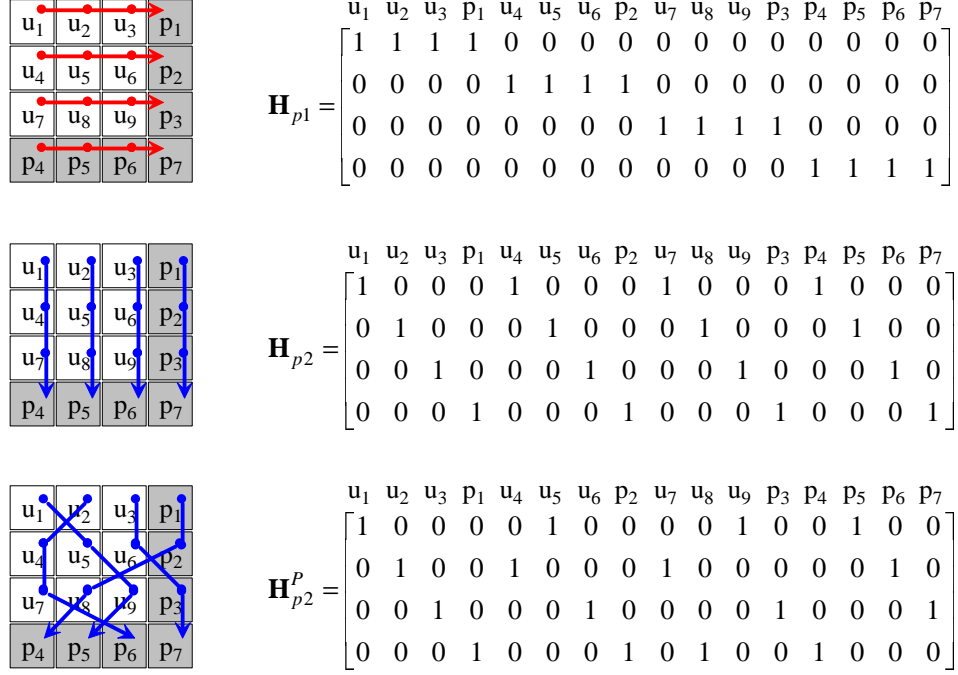 u₁ u₂ u₃ p₁
u₄ u₅ u₆ p₂
u₇ u₈ u₉ p₃
p₄ p₅ p₆ p₇
u₁ u₂ u₃ p₁ u₄ u₅ u₆ p₂ u₇ u₈ u₉ p₃ p₄ p₅ p₆ p₇
1 1 1 1 0 0 0 0 0 0 0 0 0 0 0 0
0 0 0 0 1 1 1 1 0 0 0 0 0 0 0 0
H_{p1} =
0 0 0 0 0 0 0 0 1 1 1 1 0 0 0 0
0 0 0 0 0 0 0 0 0 0 0 0 1 1 1 1
u₁ u₂ u₃ p₁
u₄ u₅ u₆ p₂
u₇ u₈ u₉ p₃
p₄ p₅ p₆ p₇
u₁ u₂ u₃ p₁ u₄ u₅ u₆ p₂ u₇ u₈ u₉ p₃ p₄ p₅ p₆ p₇
1 0 0 0 1 0 0 0 1 0 0 0 1 0 0 0
0 1 0 0 0 1 0 0 0 1 0 0 0 1 0 0
H_{p2} =
0 0 1 0 0 0 1 0 0 0 1 0 0 0 1 0
0 0 0 1 0 0 0 1 0 0 0 1 0 0 0 1
u₁ u₂ u₃ p₁
u₄ u₅ u₆ p₂
u₇ u₈ u₉ p₃
p₄ p₅ p₆ p₇
u₁ u₂ u₃ p₁ u₄ u₅ u₆ p₂ u₇ u₈ u₉ p₃ p₄ p₅ p₆ p₇
1 0 0 0 0 1 0 0 0 0 1 0 0 1 0 0
0 1 0 0 1 0 0 0 1 0 0 0 0 0 1 0
H^{P}_{p2} =
0 0 1 0 0 0 1 0 0 0 0 1 0 0 0 1
0 0 0 1 0 0 0 1 0 1 0 0 1 0 0 0